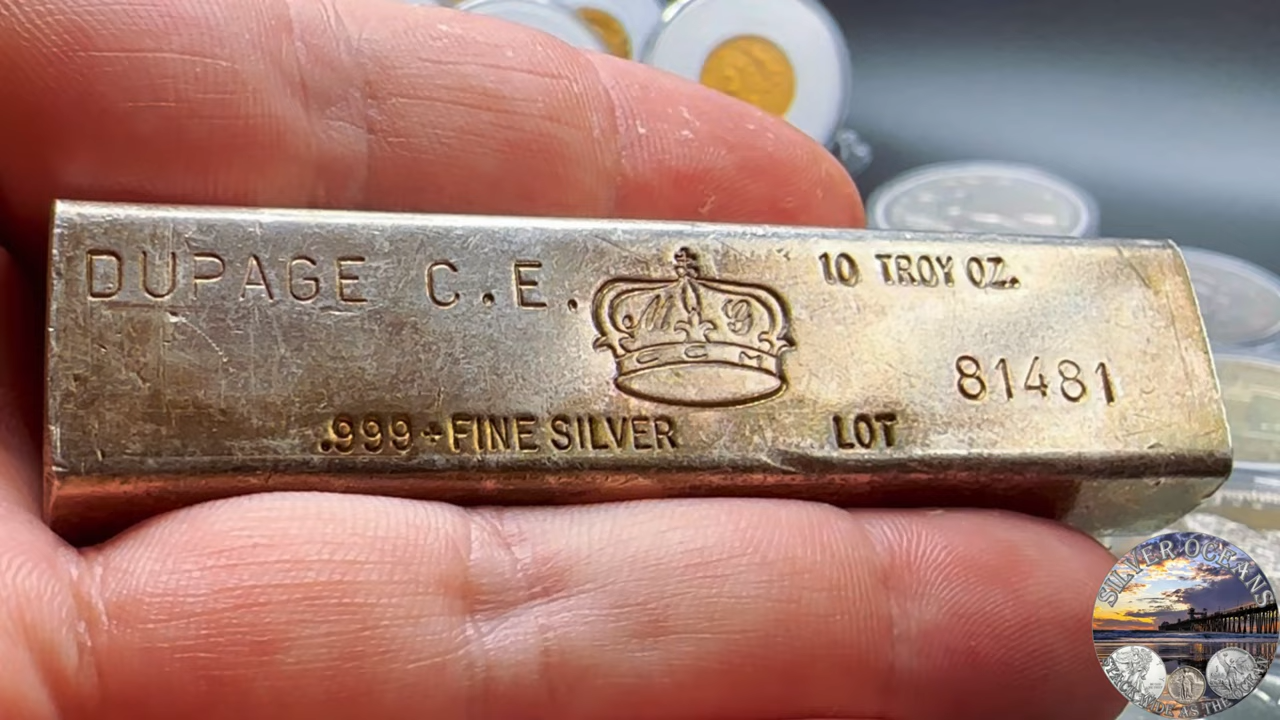 DUPAGE C.E.
M G
C C M
10 TROY OZ.
81481
.999+FINE SILVER
LOT
SILVER OCEANS